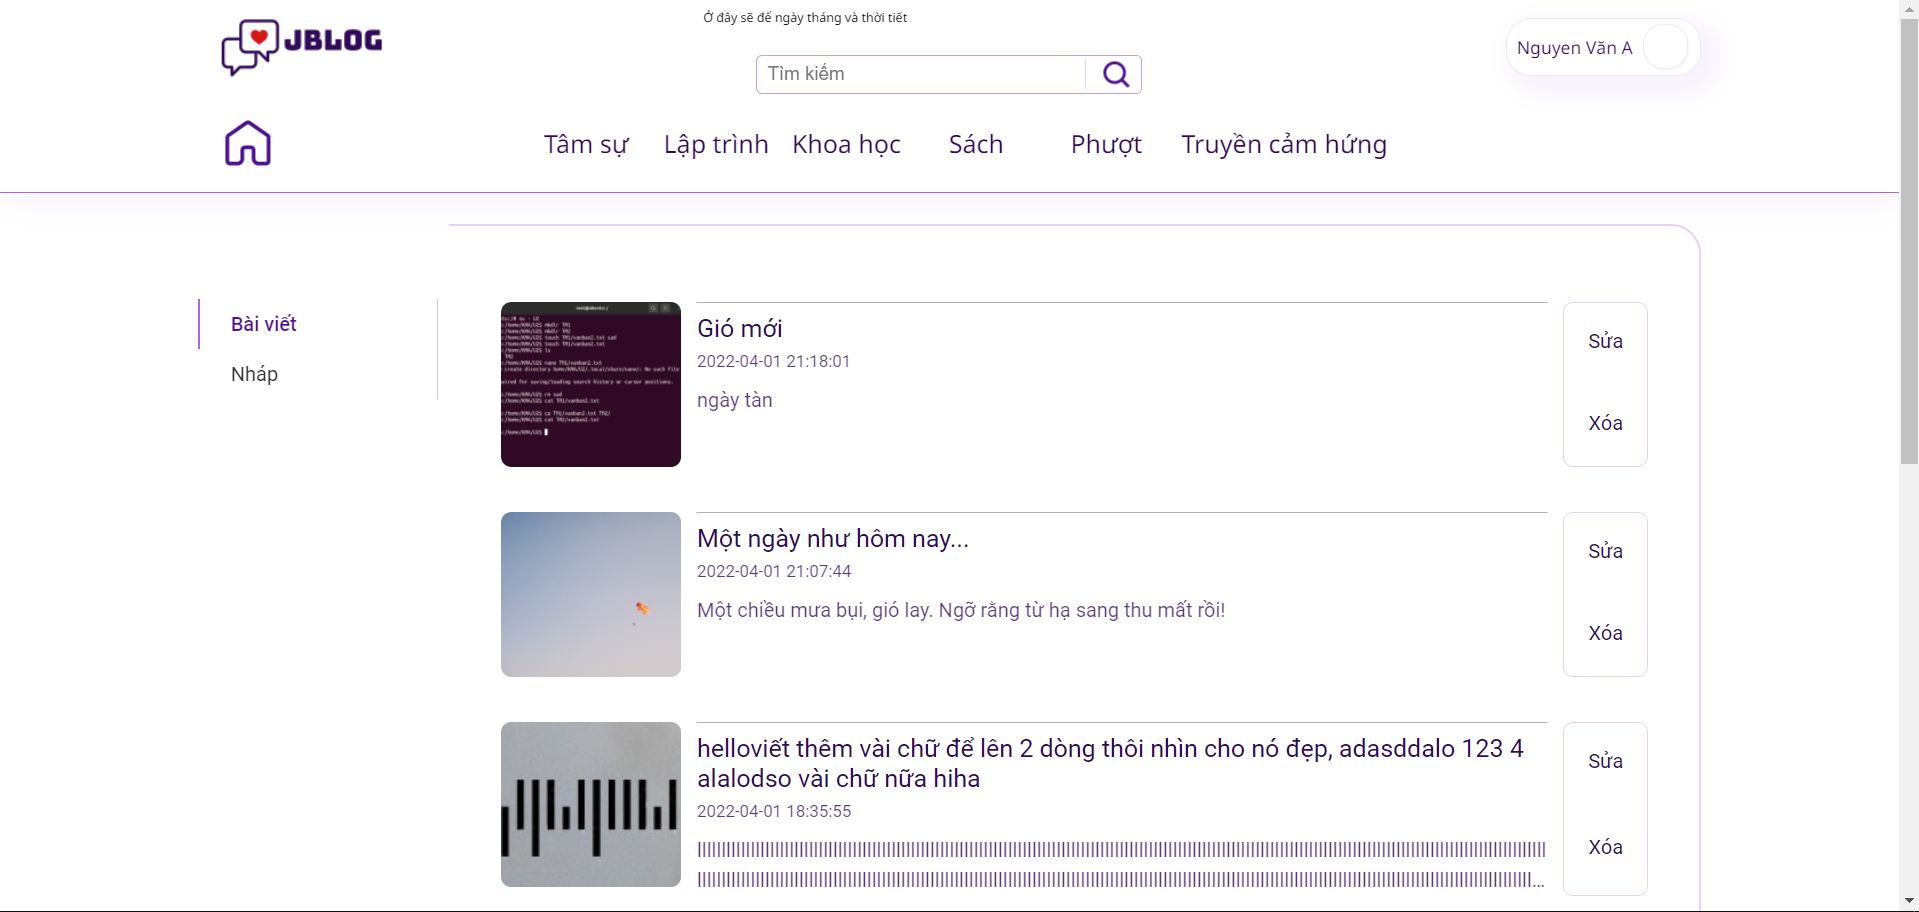 Ở đây sẽ để ngày tháng và thời tiết
JBLOG
Tìm kiếm
Nguyen Văn A
Tâm sự
Lập trình
Khoa học
Sách
Phượt
Truyền cảm hứng
Bài viết
Nháp
Gió mới
2022-04-01 21:18:01
ngày tàn
Sửa
Xóa
Một ngày như hôm nay...
2022-04-01 21:07:44
Một chiều mưa bụi, gió lay. Ngỡ rằng từ hạ sang thu mất rồi!
Sửa
Xóa
helloviết thêm vài chữ để lên 2 dòng thôi nhìn cho nó đẹp, adasddalo 123 4
alalodso vài chữ nữa hiha
2022-04-01 18:35:55
Sửa
Xóa